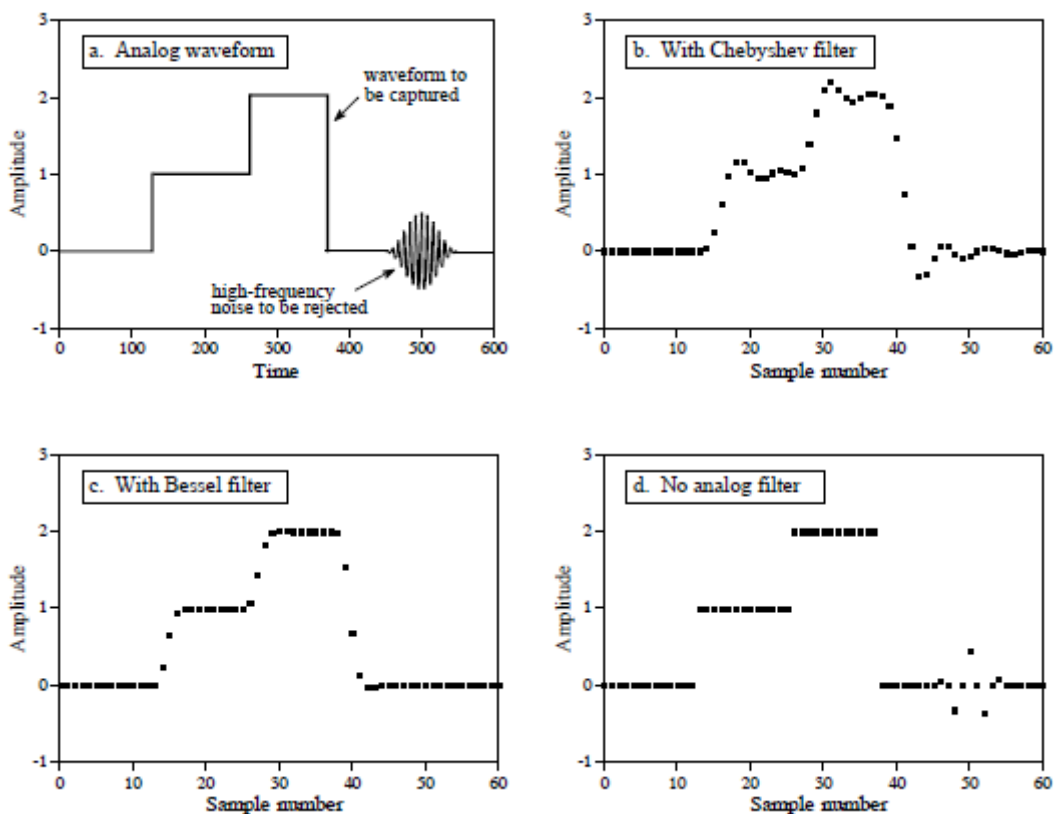 3
a. Analog waveform
2
waveform to
be captured
1
0
high-frequency
noise to be rejected
-1
0 100 200 300 400 500 600
Time
Amplitude
3
b. With Chebyshev filter
2
1
0
-1
0 10 20 30 40 50 60
Sample number
Amplitude
3
c. With Bessel filter
2
1
0
-1
0 10 20 30 40 50 60
Sample number
Amplitude
3
d. No analog filter
2
1
0
-1
0 10 20 30 40 50 60
Sample number
Amplitude